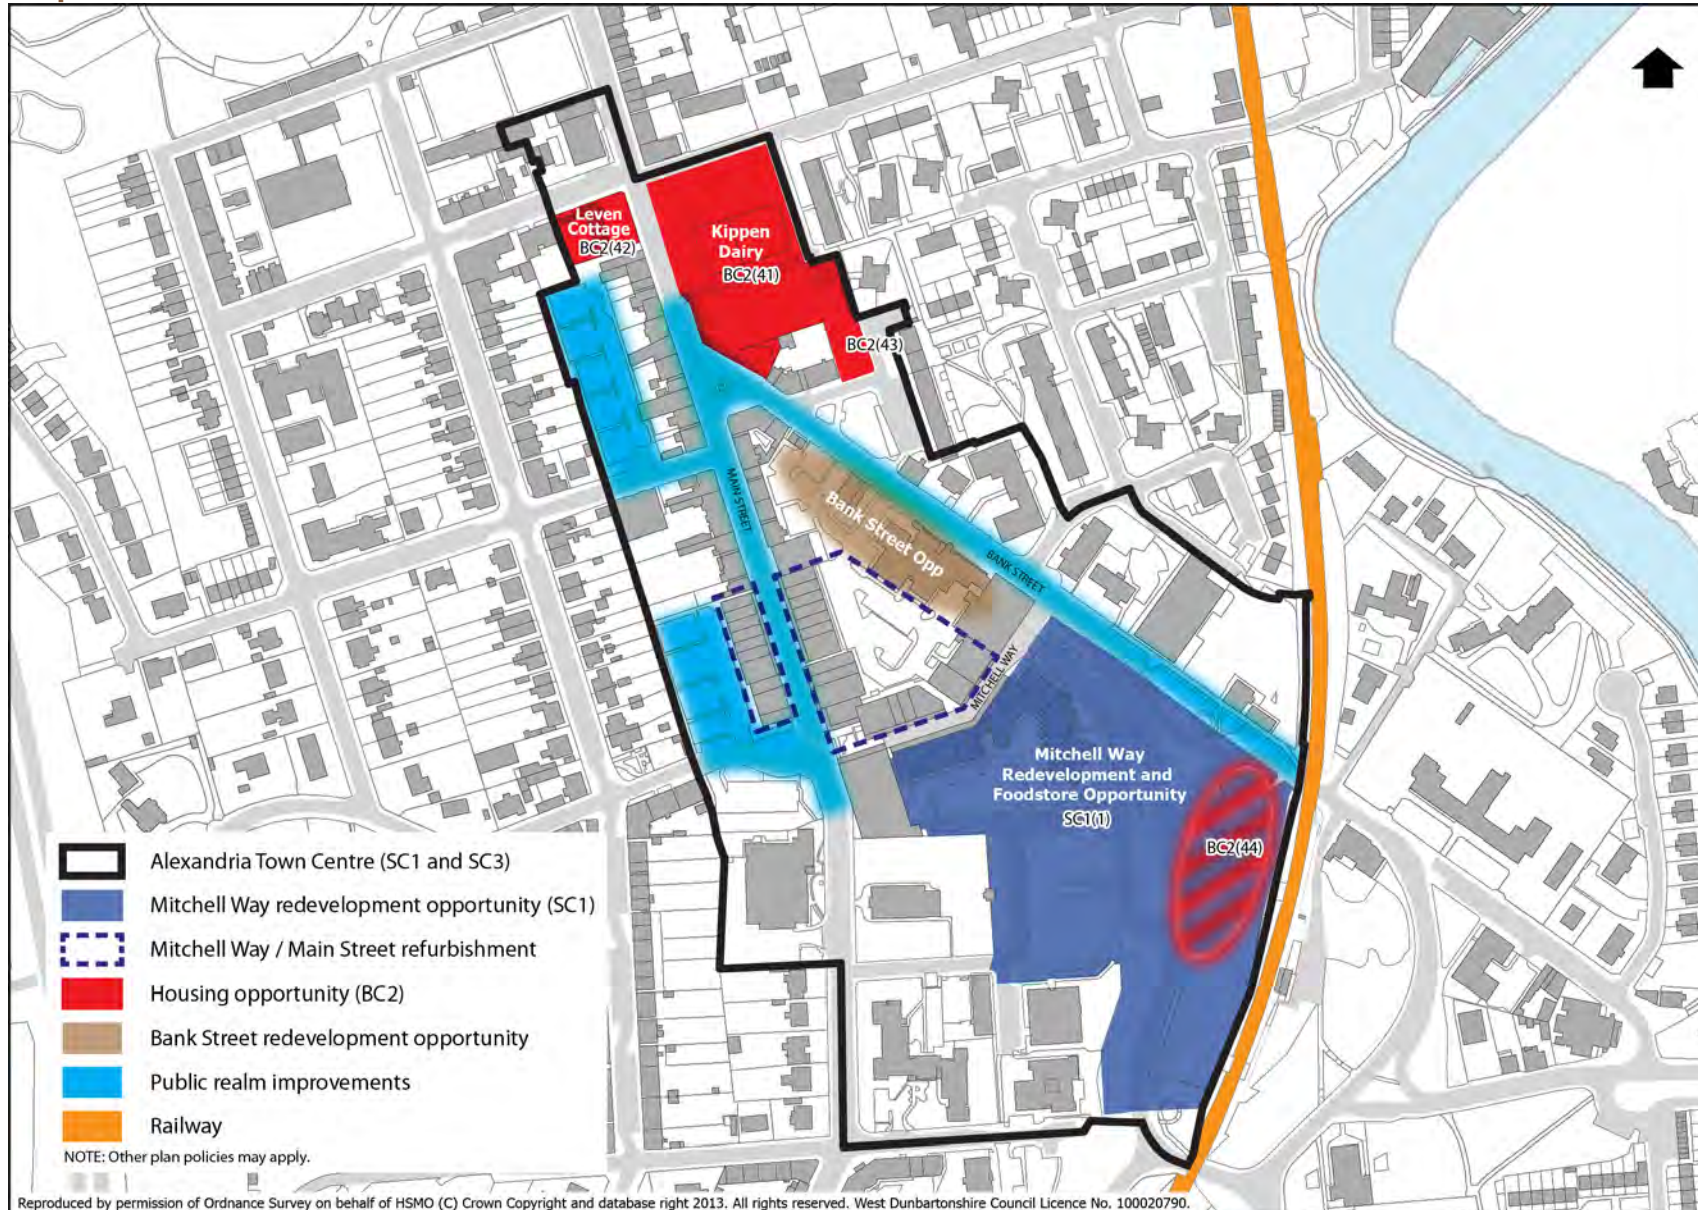 Leven
Cottage
BC2(42)
Kippen
Dairy
BC2(41)
BC2(43)
MAIN STREET
Bank Street Opp
BANK STREET
MITCHELL WAY
Mitchell Way
Redevelopment and
Foodstore Opportunity
SC1(1)
BC2(44)
Alexandria Town Centre (SC1 and SC3)
Mitchell Way redevelopment opportunity (SC1)
Mitchell Way / Main Street refurbishment
Housing opportunity (BC2)
Bank Street redevelopment opportunity
Public realm improvements
Railway
NOTE: Other plan policies may apply.
Reproduced by permission of Ordnance Survey on behalf of HSMO (C) Crown Copyright and database right 2013. All rights reserved. West Dunbartonshire Council Licence No. 100020790.